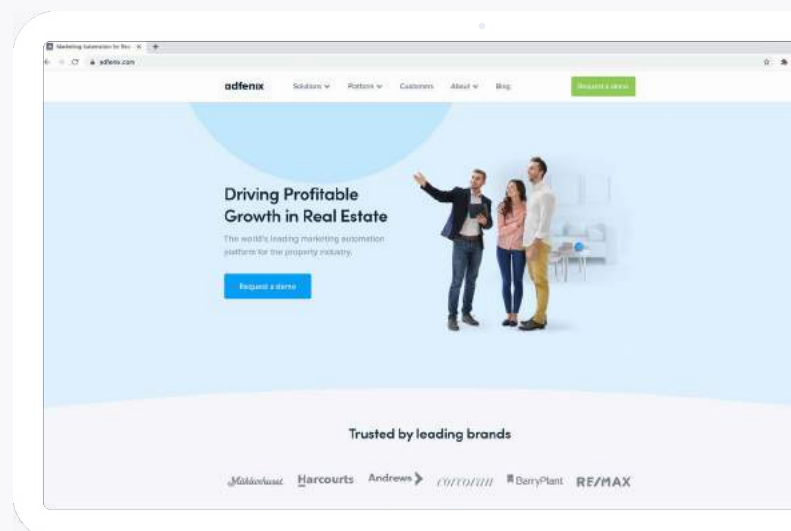 Marketing Automation for Rea
adfenix.com
adfenix Solutions Platform Customers About Blog Request a demo
Driving Profitable
Growth in Real Estate
The world's leading marketing automation
platform for the property industry.
Request a demo
Trusted by leading brands
Mäklarhuset Harcourts Andrews corcoran BarryPlant RE/MAX